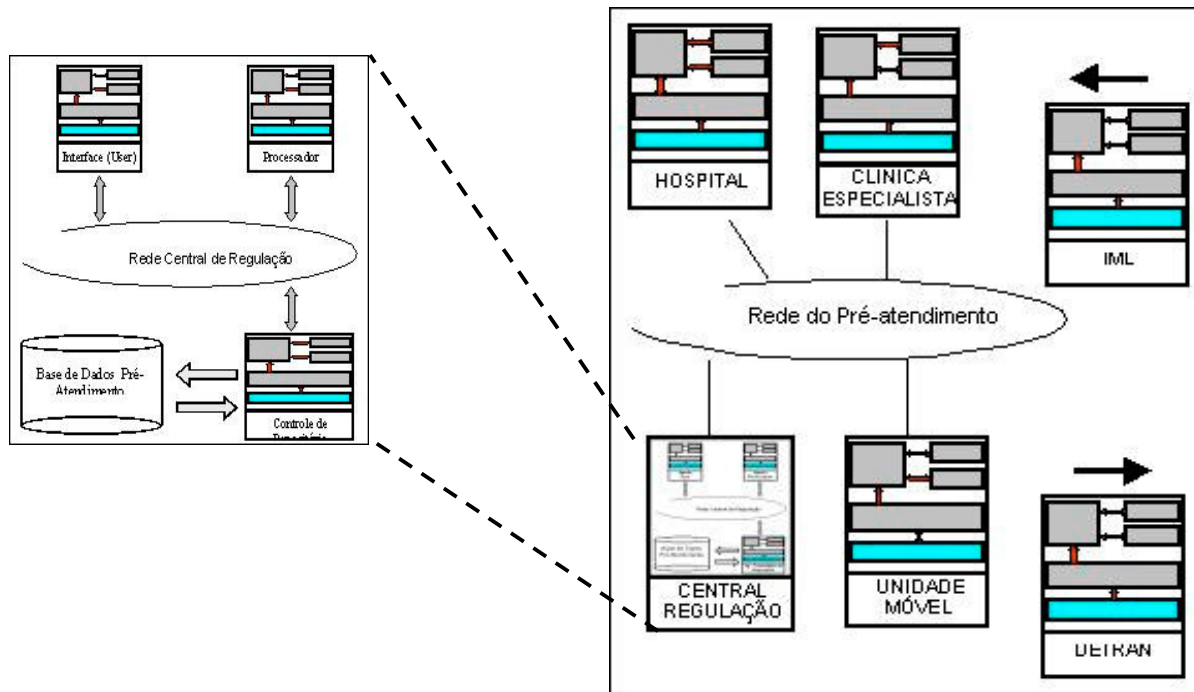 Interface (User)
Processador
Rede Central de Regulação
Base de Dados Pré-
Atendimento
Controle de
HOSPITAL
CLINICA
ESPECIALISTA
IML
Rede do Pré-atendimento
CENTRAL
REGULAÇÃO
UNIDADE
MÓVEL
DETRAN